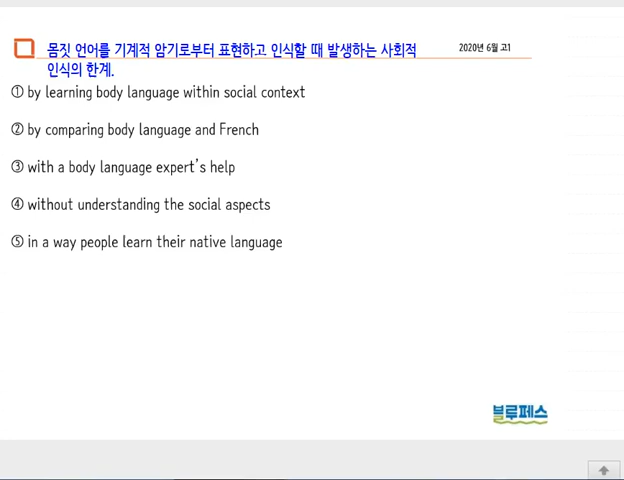 몸짓 언어를 기계적 암기로부터 표현하고 인식할 때 발생하는 사회적
인식의 한계.
2020년 6월 고1
① by learning body language within social context
② by comparing body language and French
③ with a body language expert's help
④ without understanding the social aspects
⑤ in a way people learn their native language
블루페스